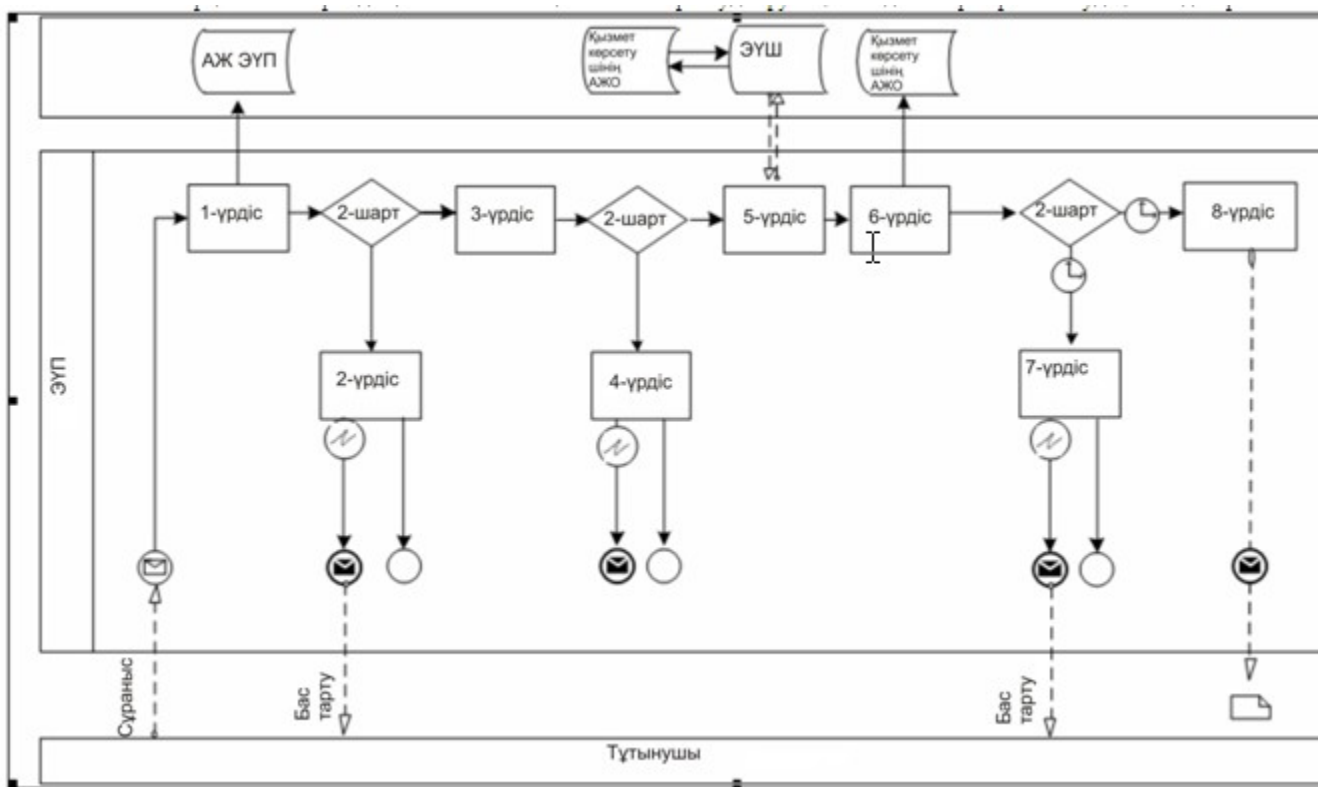 АЖ ЭҮП
Қызмет
көрсету
шінің
АЖО
ЭҮШ
Қызмет
көрсету
шінің
АЖО
1-үрдіс
2-шарт
3-үрдіс
2-шарт
5-үрдіс
6-үрдіс
2-шарт
8-үрдіс
ЭҮП
2-үрдіс
4-үрдіс
7-үрдіс
Сұраныс
Бас
тарту
Бас
тарту
Тұтынушы